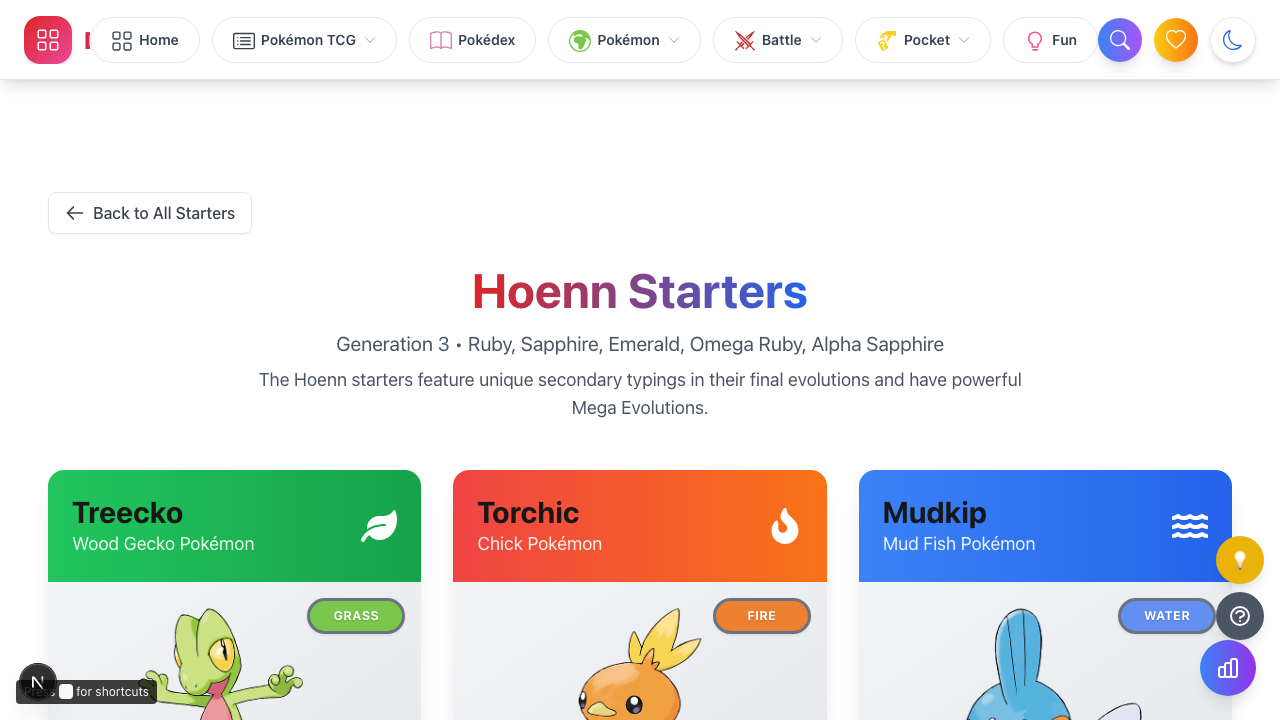 Home
Pokémon TCG
Pokédex
Pokémon
Battle
Pocket
Fun
Back to All Starters
Hoenn Starters
Generation 3 • Ruby, Sapphire, Emerald, Omega Ruby, Alpha Sapphire
The Hoenn starters feature unique secondary typings in their final evolutions and have powerful
Mega Evolutions.
Treecko
Wood Gecko Pokémon
Torchic
Chick Pokémon
Mudkip
Mud Fish Pokémon
GRASS
FIRE
WATER
N
Press for shortcuts